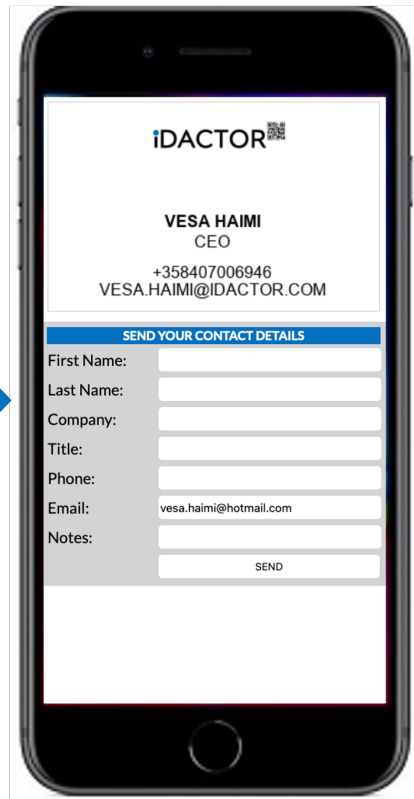 iDACTOR
VESA HAIMI
CEO
+358407006946
VESA.HAIMI@IDACTOR.COM
SEND YOUR CONTACT DETAILS
First Name:
Last Name:
Company:
Title:
Phone:
Email: vesa.haimi@hotmail.com
Notes:
SEND